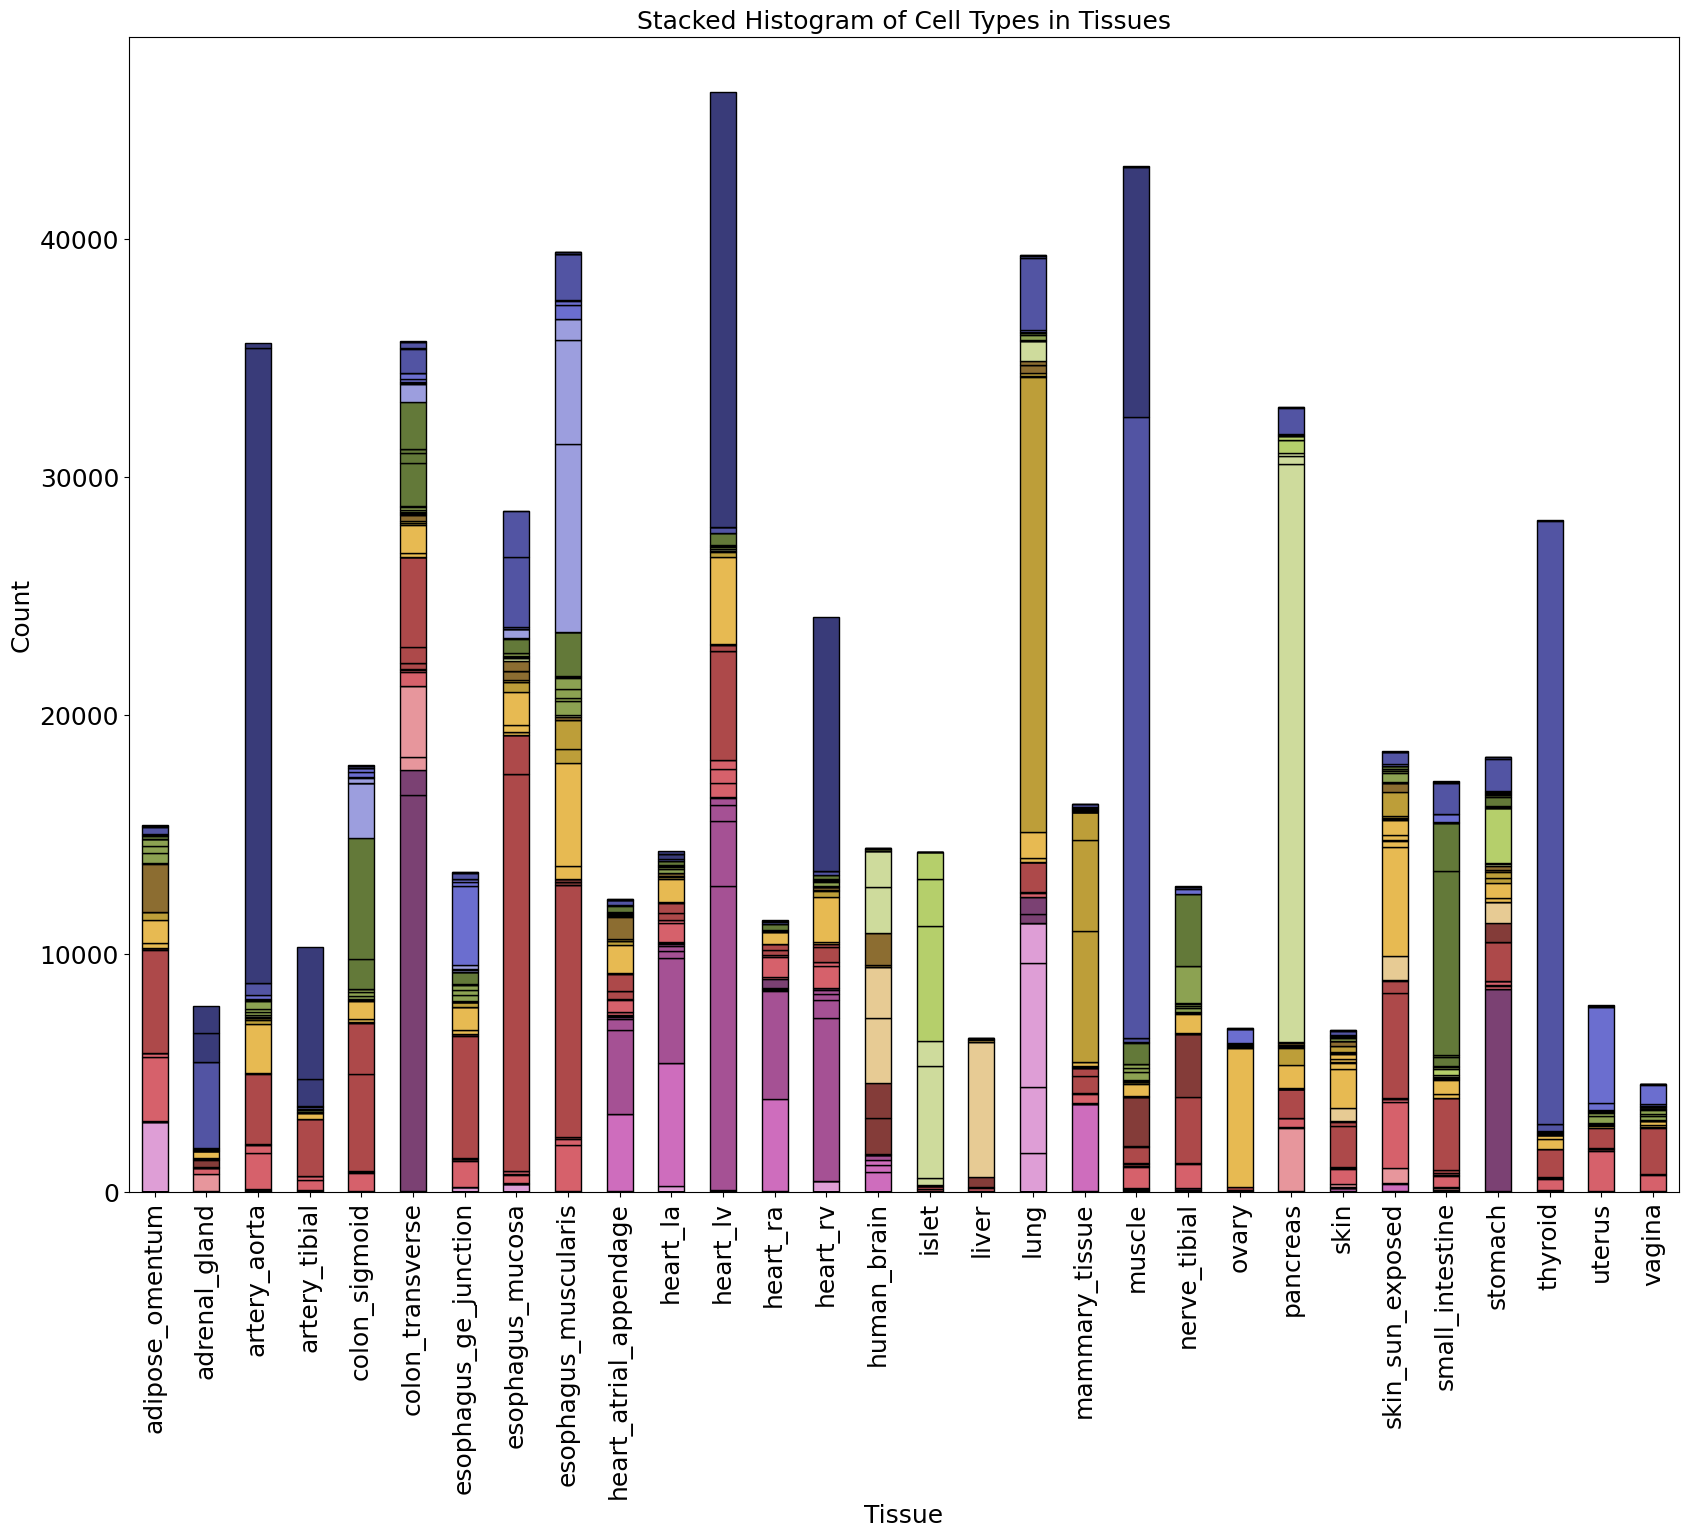 Stacked Histogram of Cell Types in Tissues
Count
40000
30000
20000
10000
0
adipose_omentum
adrenal_gland
artery_aorta
artery_tibial
colon_sigmoid
colon_transverse
esophagus_ge_junction
esophagus_mucosa
esophagus_muscularis
heart_atrial_appendage
heart_la
heart_lv
heart_ra
heart_rv
human_brain
islet
liver
lung
mammary_tissue
muscle
nerve_tibial
ovary
pancreas
skin
skin_sun_exposed
small_intestine
stomach
thyroid
uterus
vagina
Tissue